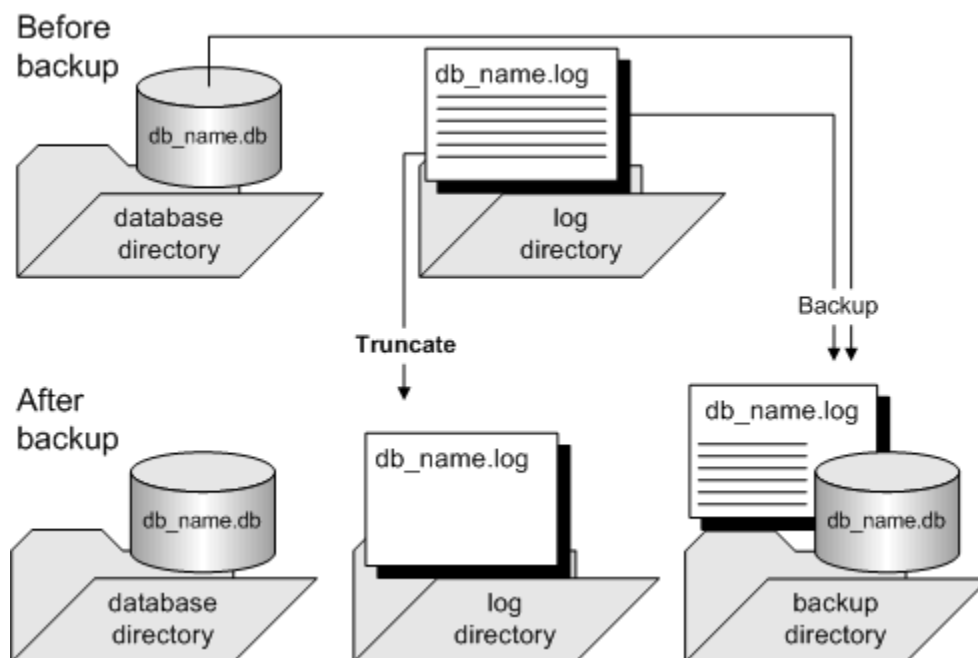 Before
backup
db_name.db
database
directory
db_name.log
log
directory
Truncate
Backup
After
backup
db_name.db
database
directory
db_name.log
log
directory
db_name.log
db_name.db
backup
directory